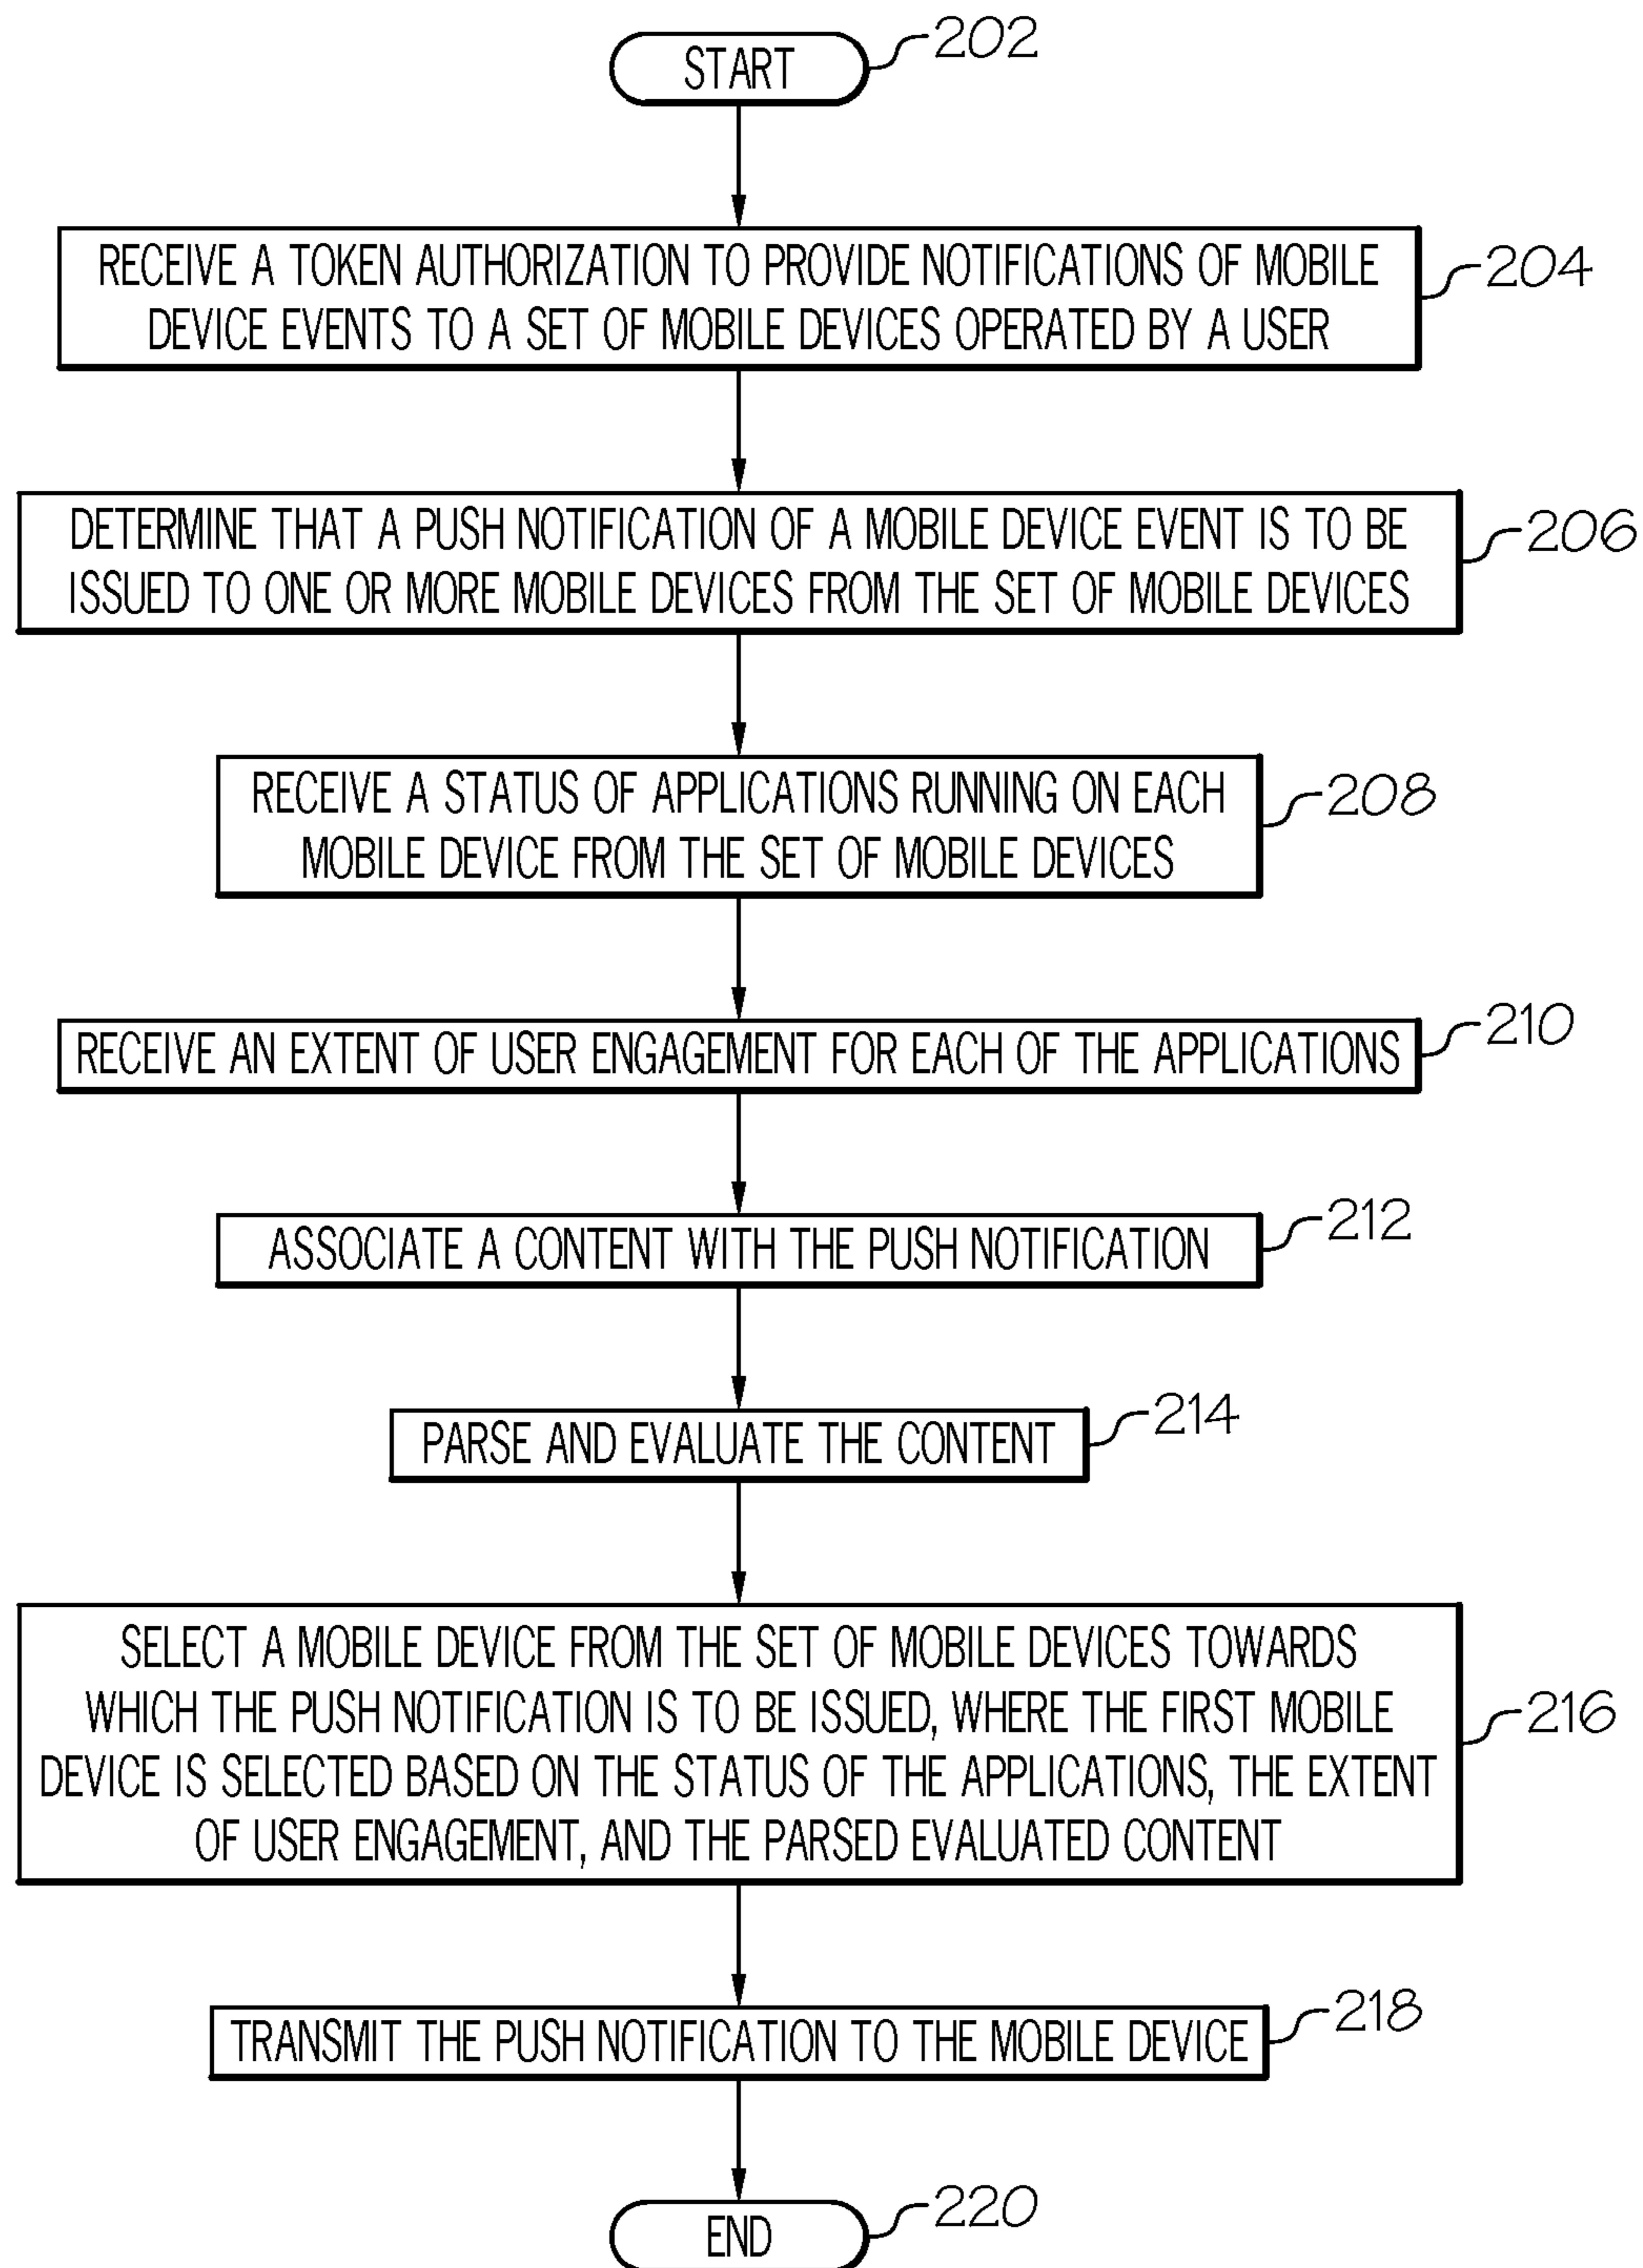 START
202
RECEIVE A TOKEN AUTHORIZATION TO PROVIDE NOTIFICATIONS OF MOBILE
DEVICE EVENTS TO A SET OF MOBILE DEVICES OPERATED BY A USER
204
DETERMINE THAT A PUSH NOTIFICATION OF A MOBILE DEVICE EVENT IS TO BE
ISSUED TO ONE OR MORE MOBILE DEVICES FROM THE SET OF MOBILE DEVICES
206
RECEIVE A STATUS OF APPLICATIONS RUNNING ON EACH
MOBILE DEVICE FROM THE SET OF MOBILE DEVICES
208
RECEIVE AN EXTENT OF USER ENGAGEMENT FOR EACH OF THE APPLICATIONS
210
ASSOCIATE A CONTENT WITH THE PUSH NOTIFICATION
212
PARSE AND EVALUATE THE CONTENT
214
SELECT A MOBILE DEVICE FROM THE SET OF MOBILE DEVICES TOWARDS
WHICH THE PUSH NOTIFICATION IS TO BE ISSUED, WHERE THE FIRST MOBILE
DEVICE IS SELECTED BASED ON THE STATUS OF THE APPLICATIONS, THE EXTENT
OF USER ENGAGEMENT, AND THE PARSED EVALUATED CONTENT
216
TRANSMIT THE PUSH NOTIFICATION TO THE MOBILE DEVICE
218
END
220